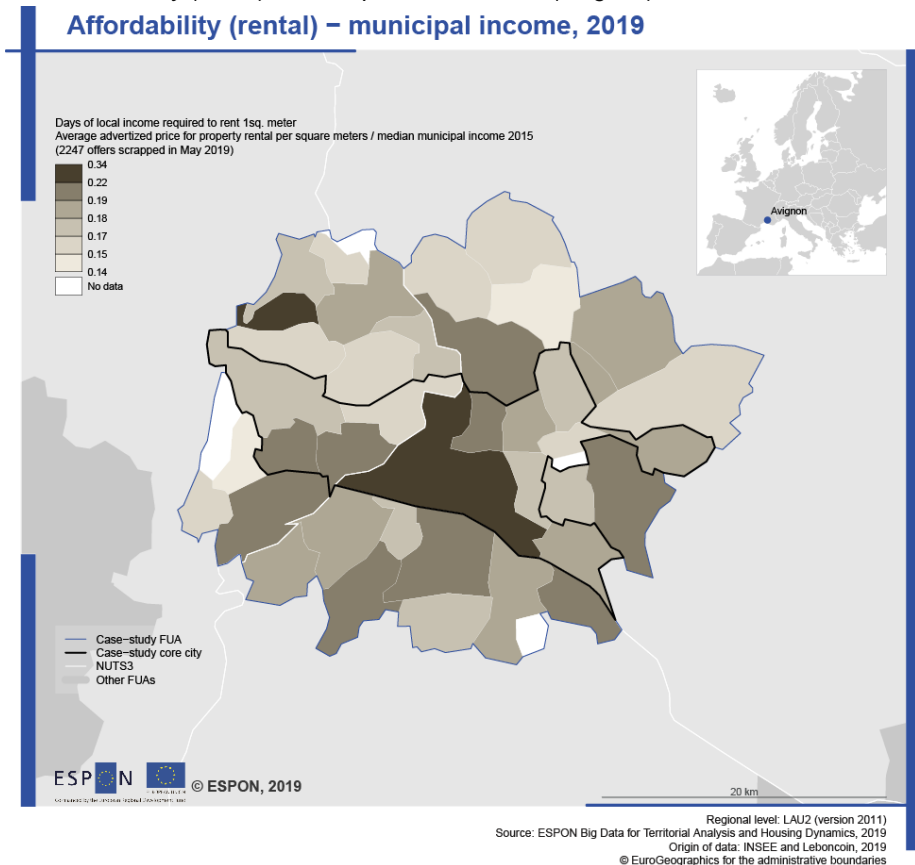 Affordability (rental) − municipal income, 2019
Days of local income required to rent 1sq. meter
Average advertized price for property rental per square meters / median municipal income 2015
(2247 offers scrapped in May 2019)
0.34
0.22
0.19
0.18
0.17
0.15
0.14
No data
Avignon
Case−study FUA
Case−study core city
NUTS3
Other FUAs
ESPON
© ESPON, 2019
20 km
Regional level: LAU2 (version 2011)
Source: ESPON Big Data for Territorial Analysis and Housing Dynamics, 2019
Origin of data: INSEE and Leboncoin, 2019
© EuroGeographics for the administrative boundaries